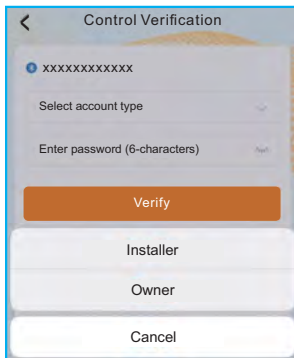 Control Verification
xxxxxxxxxxxx
Select account type
Enter password (6-characters)
Verify
Installer
Owner
Cancel